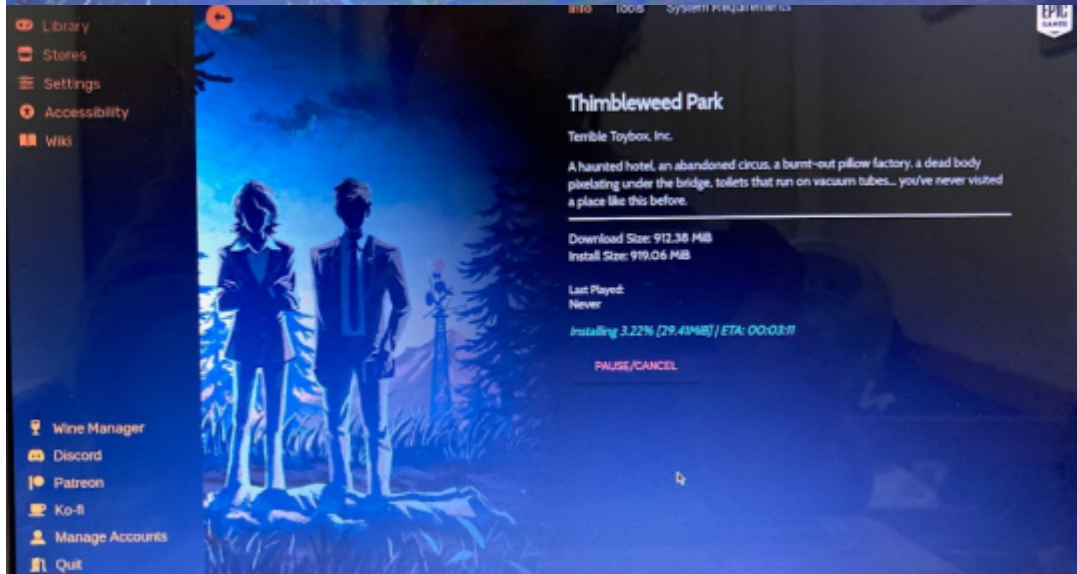 Library
Stores
Settings
Accessibility
Wiki
Wine Manager
Discord
Patreon
Ko-fi
Manage Accounts
Quit
Info Tools System Requirements
EPIC
GAMES
Thimbleweed Park
Terrible Toybox, Inc.
A haunted hotel, an abandoned circus, a burnt-out pillow factory, a dead body
pixelating under the bridge, toilets that run on vacuum tubes... you've never visited
a place like this before.
Download Size: 912.38 MiB
Install Size: 919.06 MiB
Last Played:
Never
Installing 3.22% [29.41MiB] | ETA: 00:03:11
PAUSE/CANCEL